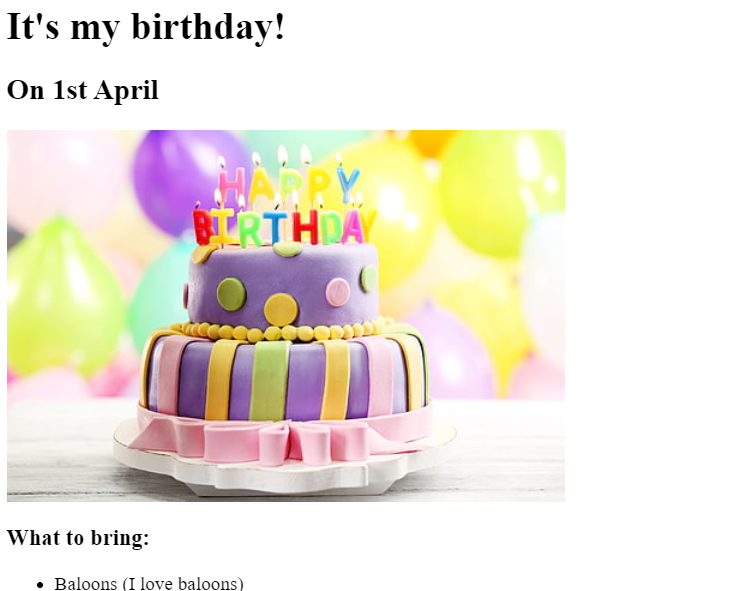 It's my birthday!
On 1st April
HAPPY
BIRTHDAY
What to bring:
• Baloons (I love baloons)